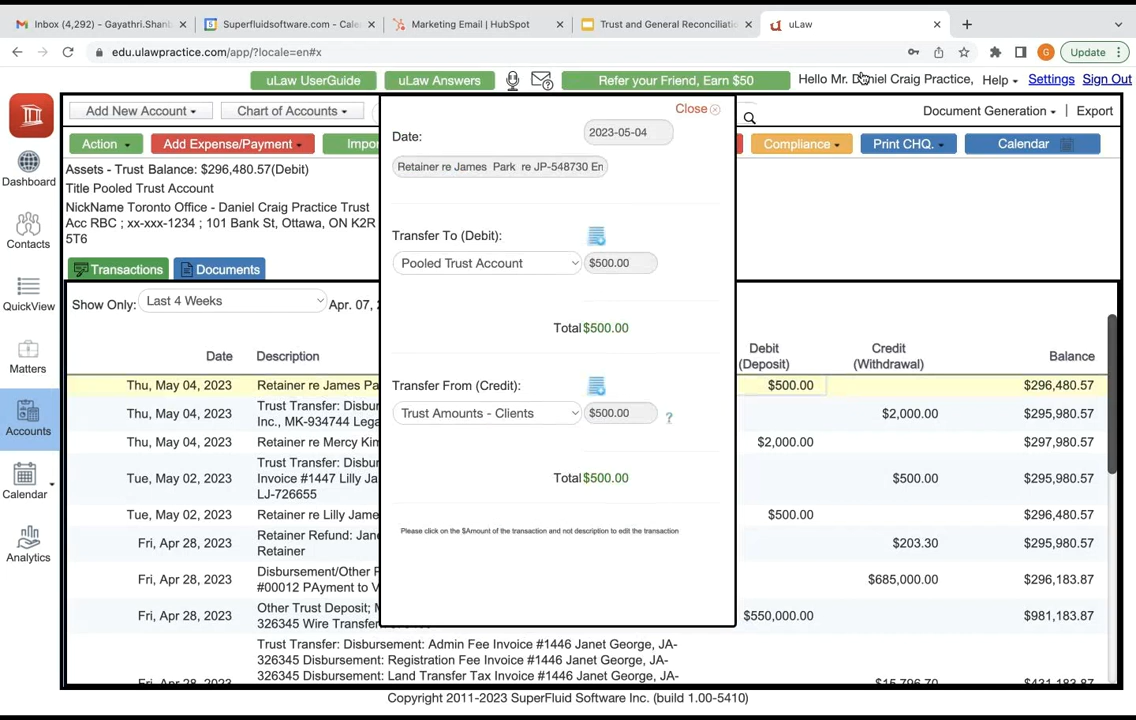 Inbox (4,292) - Gayathri.Shanb
Superfluidsoftware.com - Cale
Marketing Email | HubSpot
Trust and General Reconciliatio
uLaw
edu.ulawpractice.com/app/?locale=en#x
G
Update
uLaw UserGuide
uLaw Answers
Refer your Friend, Earn $50
Hello Mr. Daniel Craig Practice,
Help
Settings
Sign Out
Add New Account
Chart of Accounts
Close
Document Generation
|
Export
Action
Add Expense/Payment
Impor
Compliance
Print CHQ.
Calendar
Dashboard
Contacts
QuickView
Matters
Accounts
Calendar
Analytics
Assets - Trust Balance: $296,480.57(Debit)
Title Pooled Trust Account
NickName Toronto Office - Daniel Craig Practice Trust
Acc RBC ; xx-xxx-1234 ; 101 Bank St, Ottawa, ON K2R
5T6
Transactions
Documents
Show Only:
Last 4 Weeks
Apr. 07, 2
Date:
2023-05-04
Retainer re James Park re JP-548730 En
Transfer To (Debit):
Pooled Trust Account
$500.00
Total $500.00
Transfer From (Credit):
Trust Amounts - Clients
$500.00
?
Total $500.00
Please click on the $Amount of the transaction and not description to edit the transaction
Date Description Debit (Deposit) Credit (Withdrawal) Balance
Thu, May 04, 2023 Retainer re James Pa $500.00 $296,480.57
Thu, May 04, 2023 Trust Transfer: Disbur $2,000.00 $295,980.57
Inc., MK-934744 Lega
Thu, May 04, 2023 Retainer re Mercy Kim $2,000.00 $297,980.57
Tue, May 02, 2023 Trust Transfer: Disbur $500.00 $295,980.57
Invoice #1447 Lilly Ja
LJ-726655
Tue, May 02, 2023 Retainer re Lilly Jame $500.00 $296,480.57
Fri, Apr 28, 2023 Retainer Refund: Jane $203.30 $295,980.57
Retainer
Fri, Apr 28, 2023 Disbursement/Other P $685,000.00 $296,183.87
#00012 PAyment to V
Fri, Apr 28, 2023 Other Trust Deposit; M $550,000.00 $981,183.87
326345 Wire Transfer
Trust Transfer: Disbursement: Admin Fee Invoice #1446 Janet George, JA-
326345 Disbursement: Registration Fee Invoice #1446 Janet George, JA-
326345 Disbursement: Land Transfer Tax Invoice #1446 Janet George, JA-
Fri, Apr 28, 2023 $15,796.70 $431,183.87
Copyright 2011-2023 SuperFluid Software Inc. (build 1.00-5410)